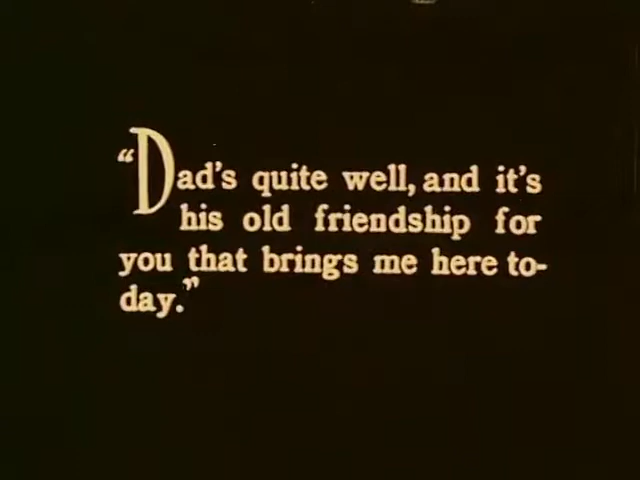 “Dad's quite well, and it's
his old friendship for
you that brings me here to-
day.”